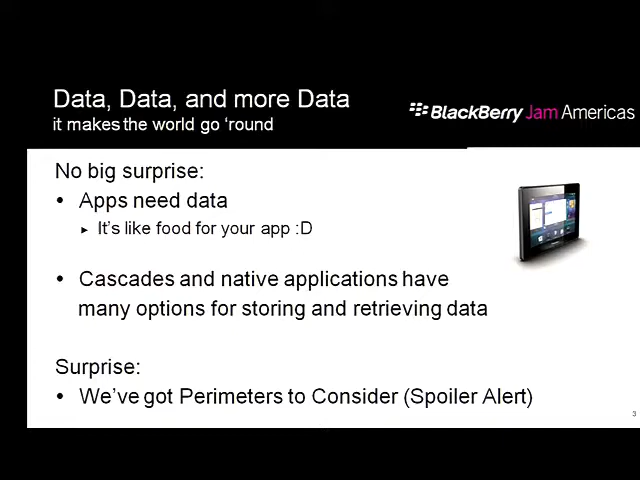 Data, Data, and more Data
it makes the world go ‘round
BlackBerry Jam Americas
No big surprise:
• Apps need data
► It’s like food for your app :D
• Cascades and native applications have
many options for storing and retrieving data
Surprise:
• We’ve got Perimeters to Consider (Spoiler Alert)
3